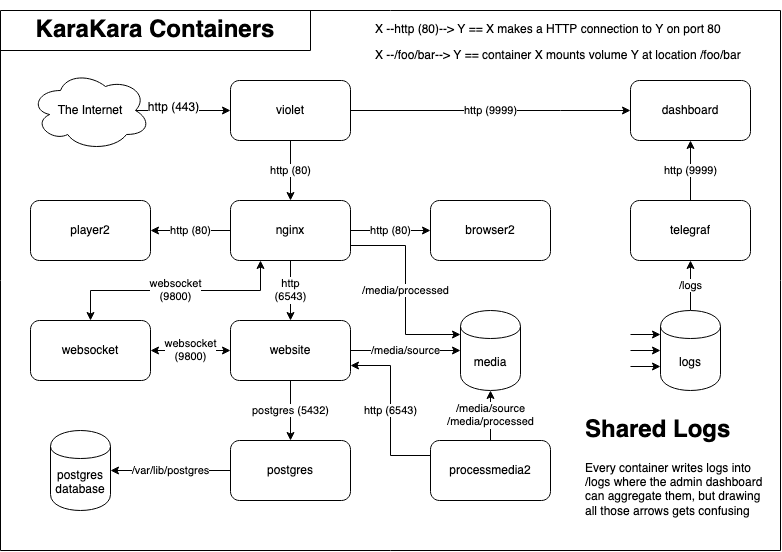 KaraKara Containers
X --http (80)--> Y == X makes a HTTP connection to Y on port 80
X --/foo/bar--> Y == container X mounts volume Y at location /foo/bar
The Internet
http (443)
violet
http (9999)
dashboard
http (80)
http (9999)
player2
http (80)
nginx
http (80)
browser2
telegraf
websocket
(9800)
http
(6543)
/media/processed
/logs
websocket
websocket
(9800)
website
/media/source
media
logs
postgres (5432)
http (6543)
/media/source
/media/processed
Shared Logs
postgres
database
/var/lib/postgres
postgres
processmedia2
Every container writes logs into
/logs where the admin dashboard
can aggregate them, but drawing
all those arrows gets confusing